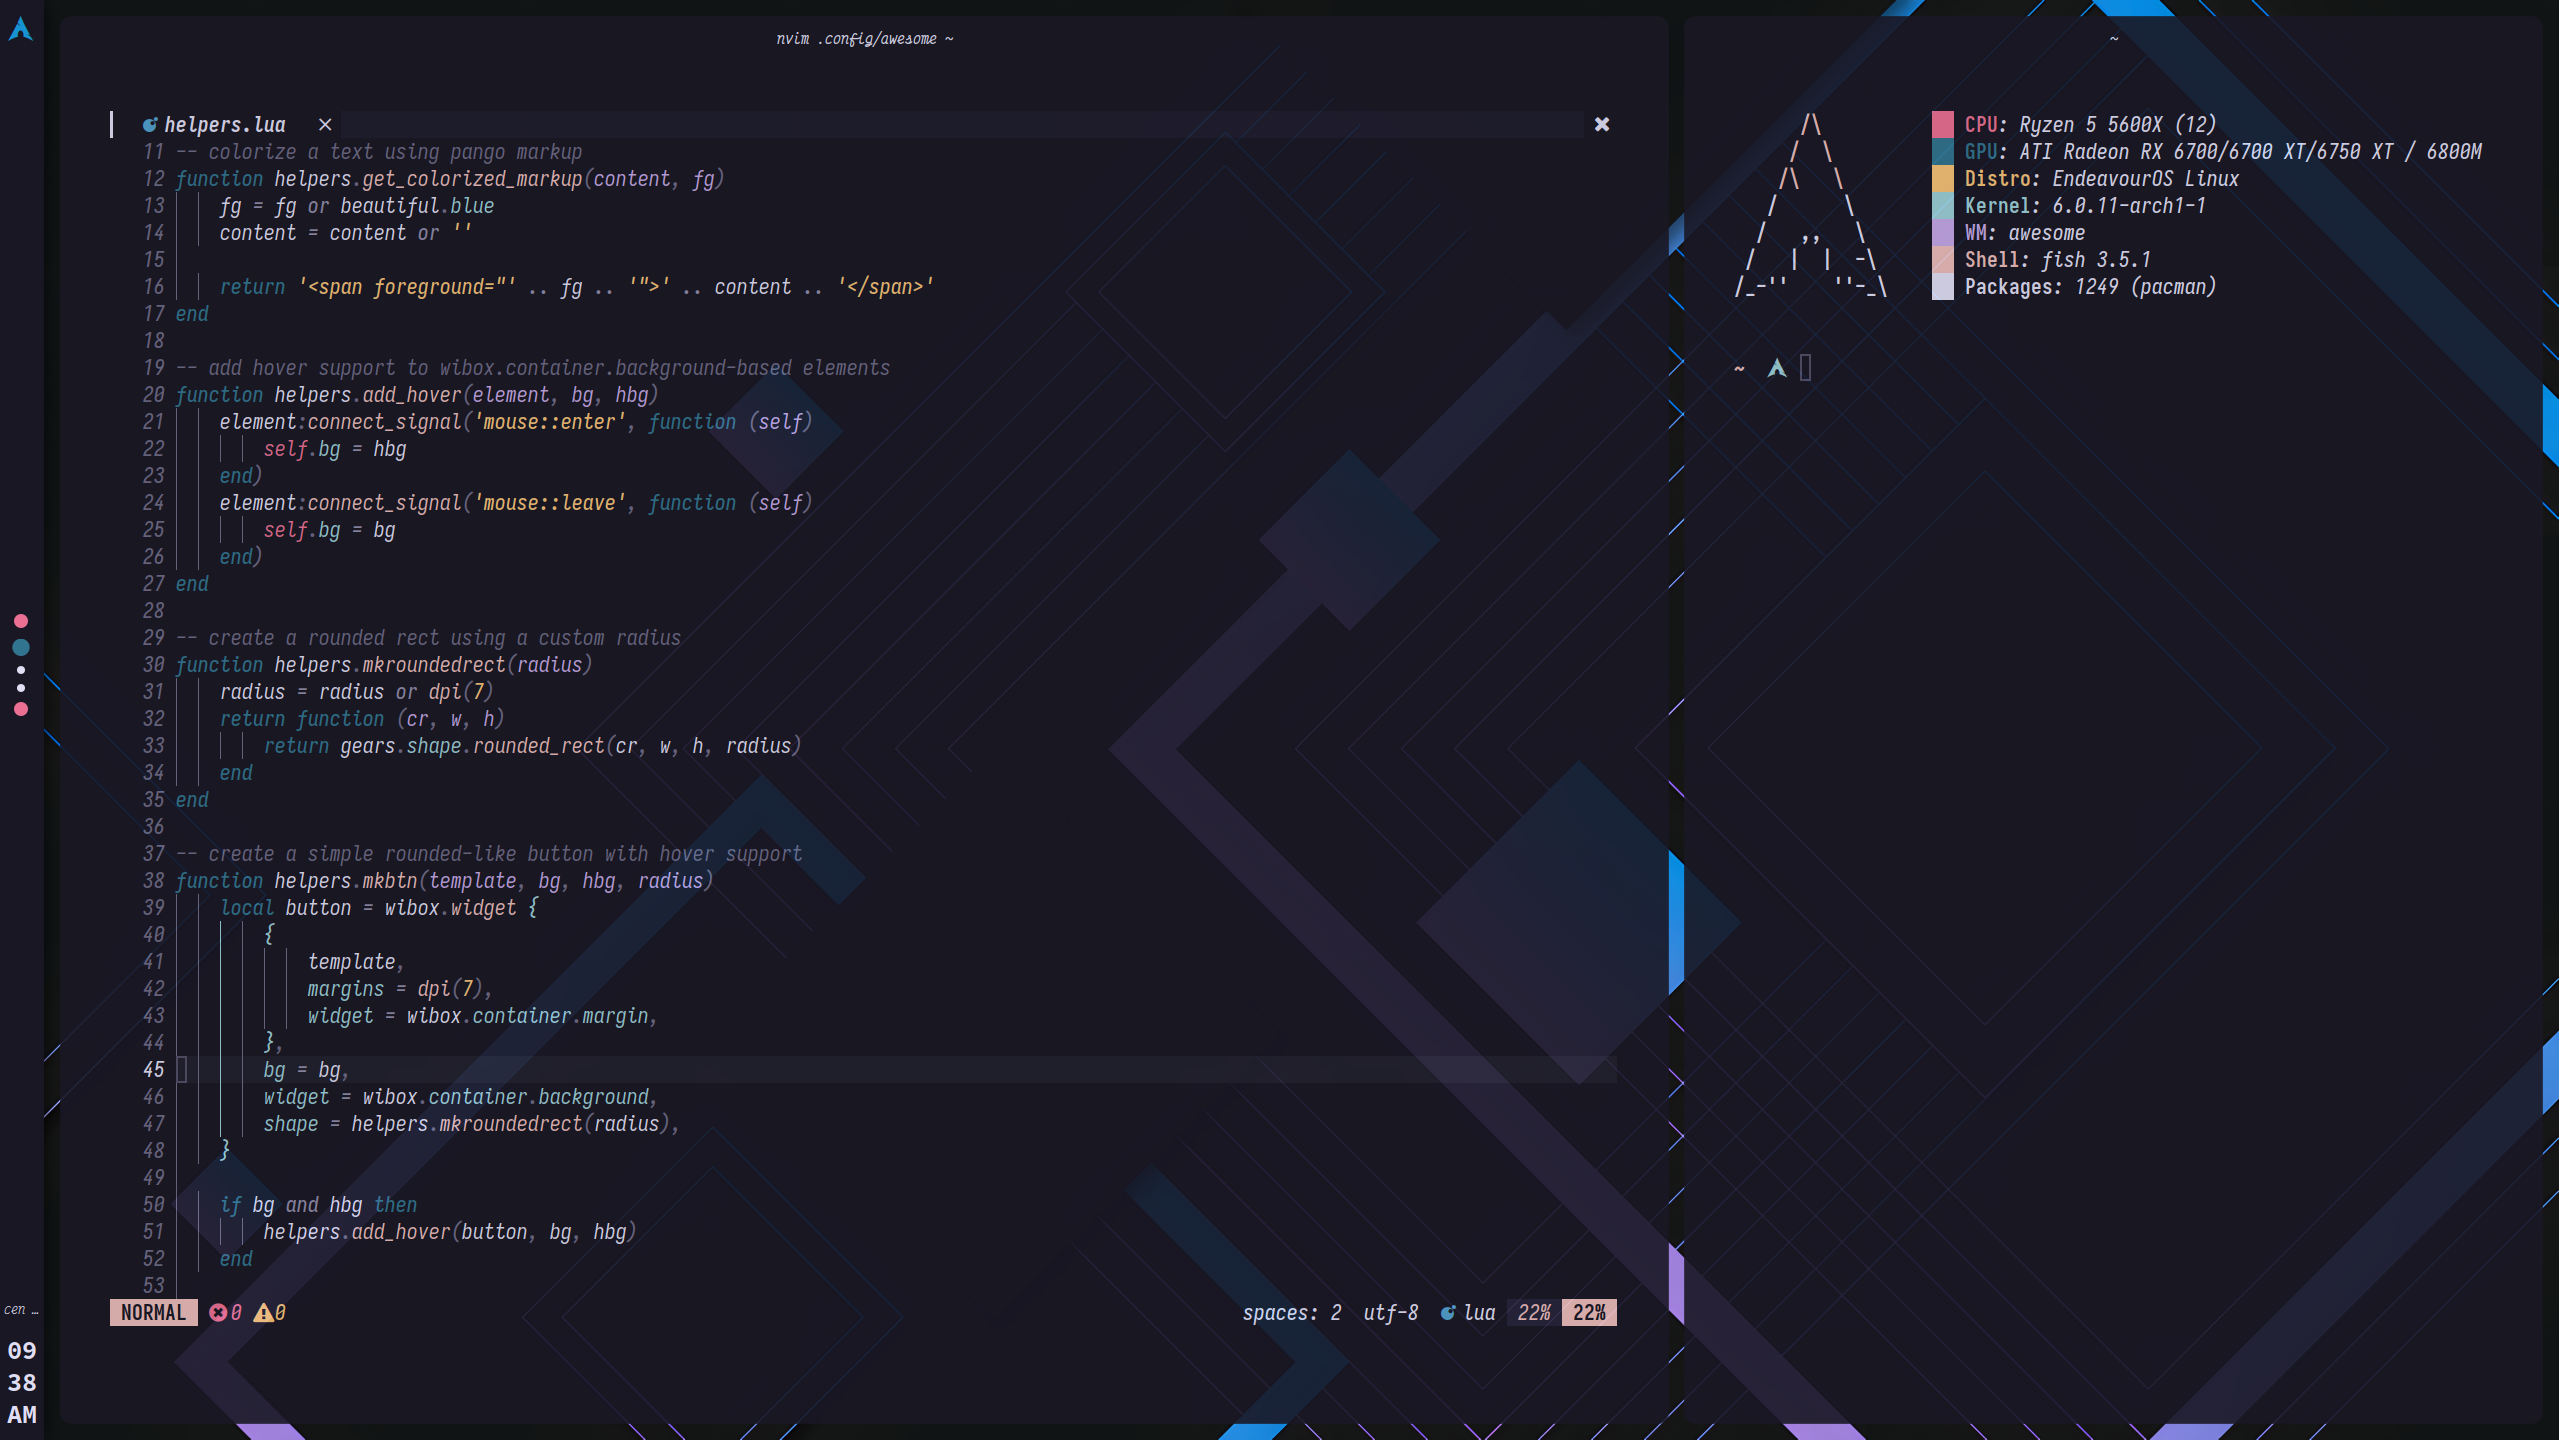 nvim .config/awesome ~
helpers.lua
11 -- colorize a text using pango markup
12 function helpers.get_colorized_markup(content, fg)
13 fg = fg or beautiful.blue
14 content = content or ''
15
16 return '<span foreground="' .. fg .. '">' .. content .. '</span>'
17 end
18
19 -- add hover support to wibox.container.background-based elements
20 function helpers.add_hover(element, bg, hbg)
21 element:connect_signal('mouse::enter', function (self)
22 self.bg = hbg
23 end)
24 element:connect_signal('mouse::leave', function (self)
25 self.bg = bg
26 end)
27 end
28
29 -- create a rounded rect using a custom radius
30 function helpers.mkroundedrect(radius)
31 radius = radius or dpi(7)
32 return function (cr, w, h)
33 return gears.shape.rounded_rect(cr, w, h, radius)
34 end
35 end
36
37 -- create a simple rounded-like button with hover support
38 function helpers.mkbtn(template, bg, hbg, radius)
39 local button = wibox.widget {
40 {
41 template,
42 margins = dpi(7),
43 widget = wibox.container.margin,
44 },
45 bg = bg,
46 widget = wibox.container.background,
47 shape = helpers.mkroundedrect(radius),
48 }
49
50 if bg and hbg then
51 helpers.add_hover(button, bg, hbg)
52 end
53
NORMAL 0 0 spaces: 2 utf-8 lua 22% 22%
~
CPU: Ryzen 5 5600X (12)
GPU: ATI Radeon RX 6700/6700 XT/6750 XT / 6800M
Distro: EndeavourOS Linux
Kernel: 6.0.11-arch1-1
WM: awesome
Shell: fish 3.5.1
Packages: 1249 (pacman)
~
cen …
09
38
AM